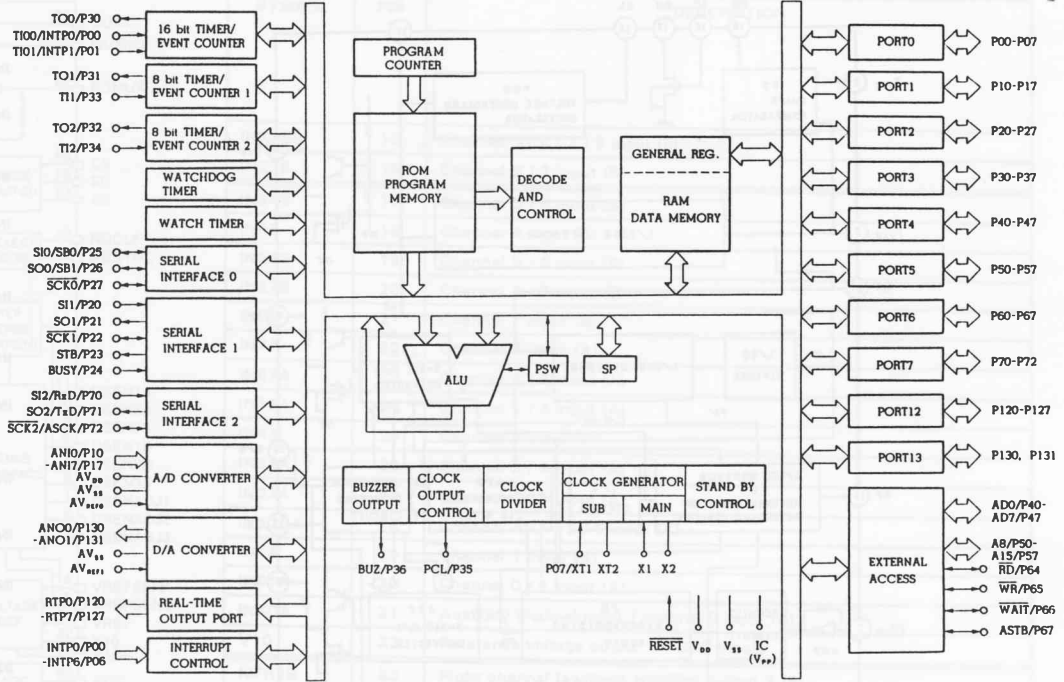 TO0/P30
TI00/INTP0/P00
TI01/INTP1/P01
16 bit TIMER/
EVENT COUNTER
TO1/P31
TI1/P33
8 bit TIMER/
EVENT COUNTER 1
TO2/P32
TI2/P34
8 bit TIMER/
EVENT COUNTER 2
WATCHDOG
TIMER
WATCH TIMER
SI0/SB0/P25
SO0/SB1/P26
SCK0/P27
SERIAL
INTERFACE 0
SI1/P20
SO1/P21
SCK1/P22
STB/P23
BUSY/P24
SERIAL
INTERFACE 1
SI2/RxD/P70
SO2/TxD/P71
SCK2/ASCK/P72
SERIAL
INTERFACE 2
ANI0/P10
-ANI7/P17
AVDD
AVSS
AVREF0
A/D CONVERTER
ANO0/P130
-ANO1/P131
AVSS
AVREF1
D/A CONVERTER
RTP0/P120
-RTP7/P127
REAL-TIME
OUTPUT PORT
INTP0/P00
-INTP6/P06
INTERRUPT
CONTROL
PROGRAM
COUNTER
ROM
PROGRAM
MEMORY
DECODE
AND
CONTROL
GENERAL REG.
RAM
DATA MEMORY
ALU
PSW
SP
BUZZER
OUTPUT
CLOCK
OUTPUT
CONTROL
CLOCK
DIVIDER
CLOCK GENERATOR
SUB
MAIN
STAND BY
CONTROL
BUZ/P36
PCL/P35
P07/XT1 XT2
X1 X2
RESET
VDD
VSS
IC
(VPP)
PORT0
P00-P07
PORT1
P10-P17
PORT2
P20-P27
PORT3
P30-P37
PORT4
P40-P47
PORT5
P50-P57
PORT6
P60-P67
PORT7
P70-P72
PORT12
P120-P127
PORT13
P130, P131
EXTERNAL
ACCESS
AD0/P40-
AD7/P47
A8/P50-
A15/P57
RD/P64
WR/P65
WAIT/P66
ASTB/P67